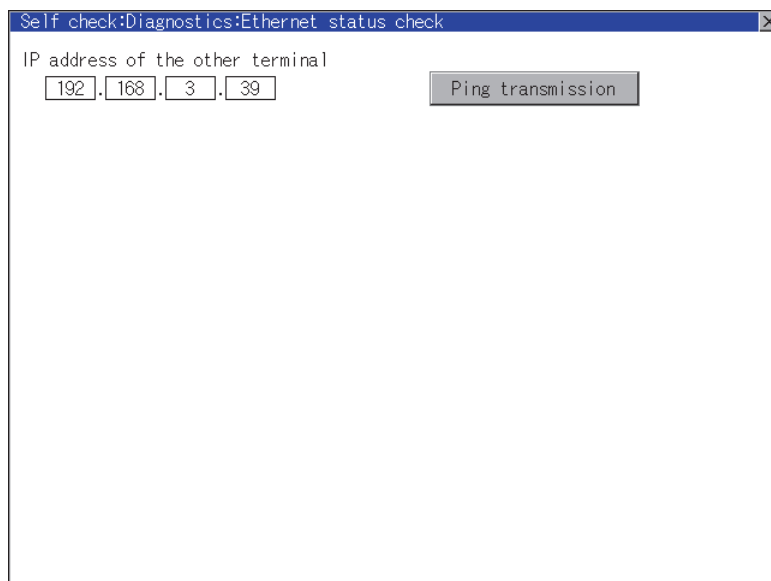 Self check:Diagnostics:Ethernet status check
IP address of the other terminal
192.168.3.39 Ping transmission